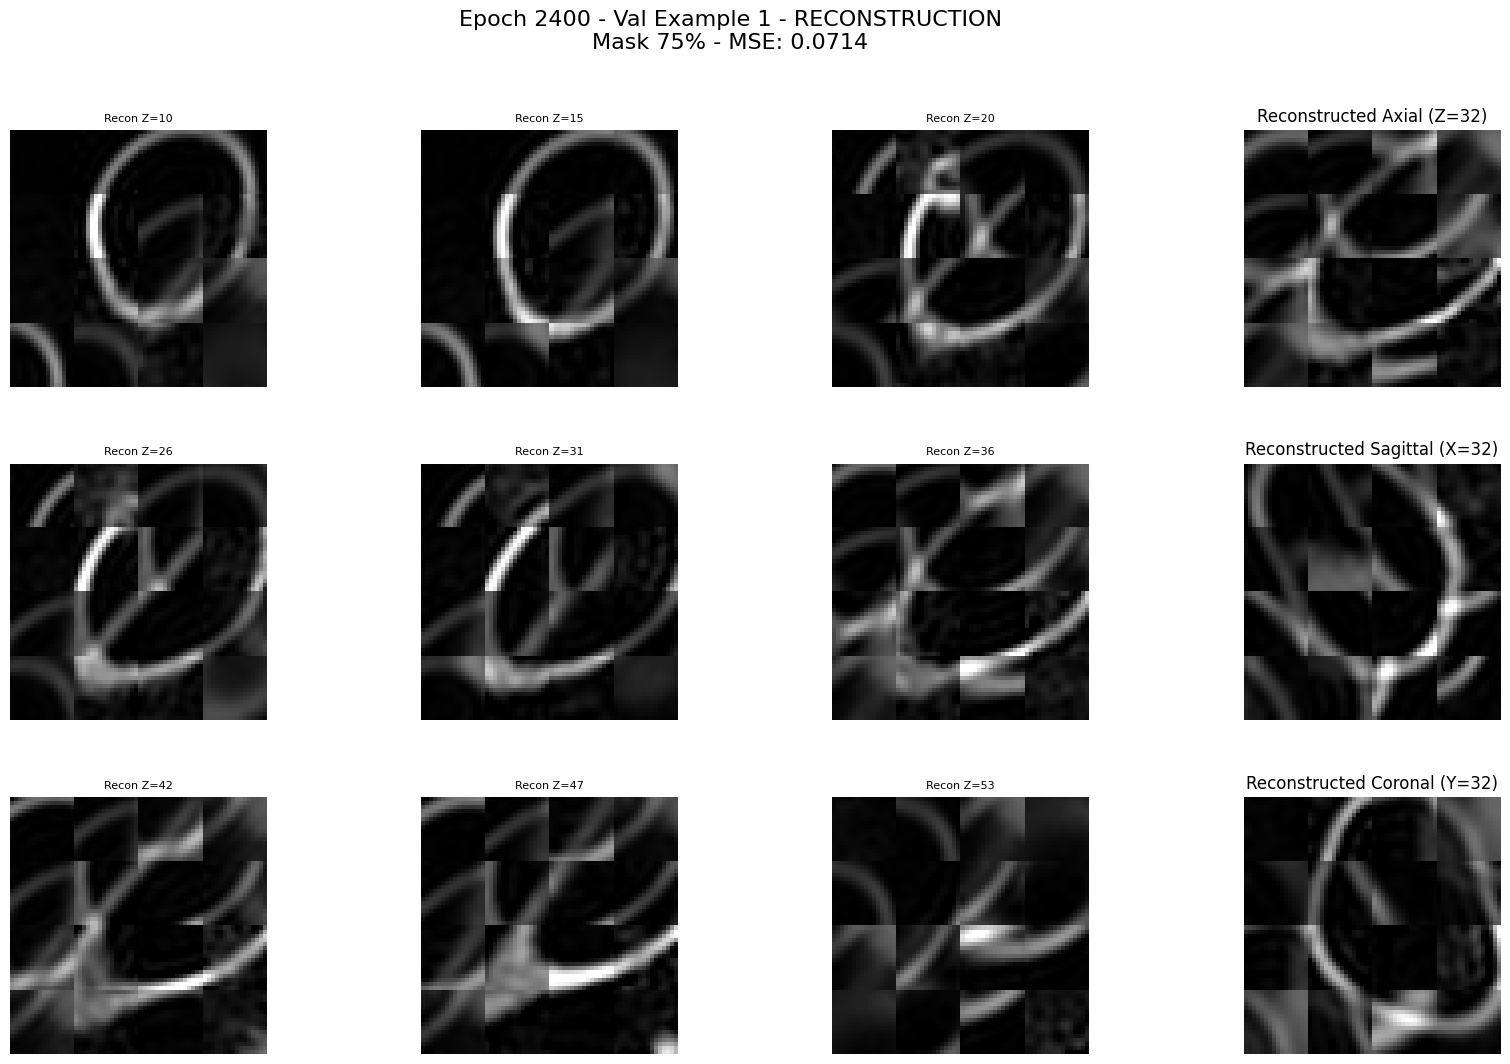 Epoch 2400 - Val Example 1 - RECONSTRUCTION
Mask 75% - MSE: 0.0714
Recon Z=10
Recon Z=15
Recon Z=20
Reconstructed Axial (Z=32)
Recon Z=26
Recon Z=31
Recon Z=36
Reconstructed Sagittal (X=32)
Recon Z=42
Recon Z=47
Recon Z=53
Reconstructed Coronal (Y=32)